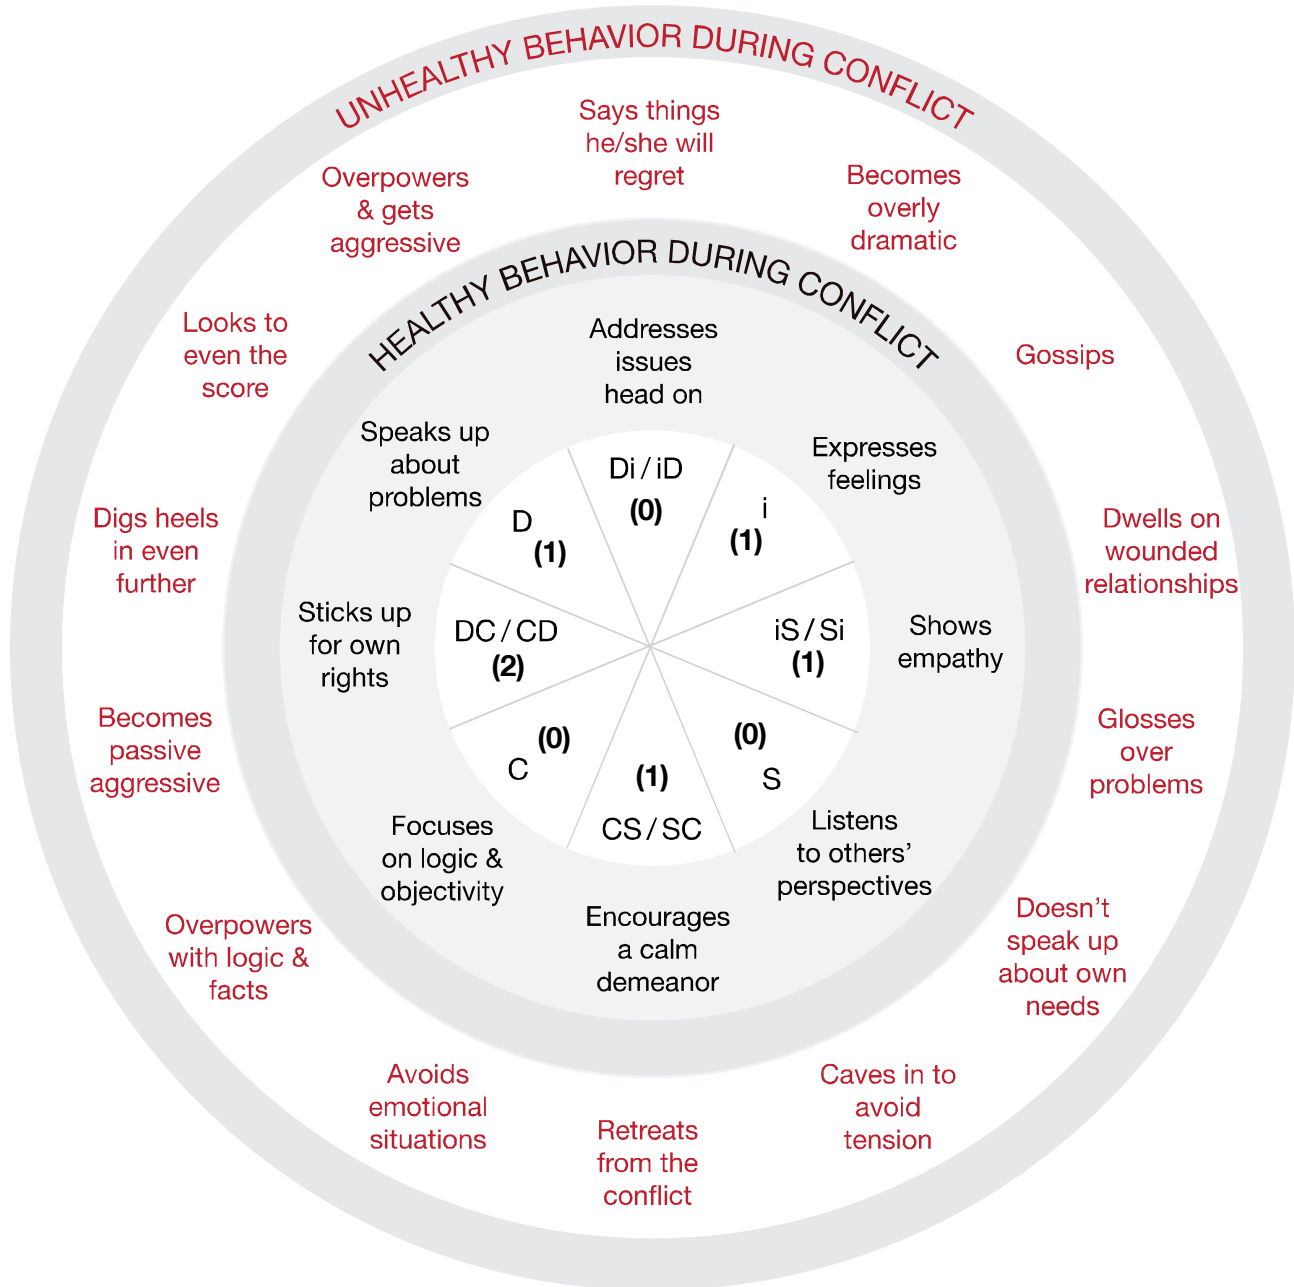 UNHEALTHY BEHAVIOR DURING CONFLICT
Says things
he/she will
regret
Becomes
overly
dramatic
Gossips
Dwells on
wounded
relationships
Glosses
over
problems
Doesn't
speak up
about own
needs
Caves in to
avoid
tension
Retreats
from the
conflict
Avoids
emotional
situations
Overpowers
with logic &
facts
Becomes
passive
aggressive
Digs heels
in even
further
Looks to
even the
score
Overpowers
& gets
aggressive
HEALTHY BEHAVIOR DURING CONFLICT
Addresses
issues
head on
Expresses
feelings
Shows
empathy
Listens
to others’
perspectives
Encourages
a calm
demeanor
Focuses
on logic &
objectivity
Sticks up
for own
rights
Speaks up
about
problems
Di / iD
(0)
i
(1)
iS / Si
(1)
(0)
S
(1)
CS / SC
(0)
C
DC / CD
(2)
D
(1)